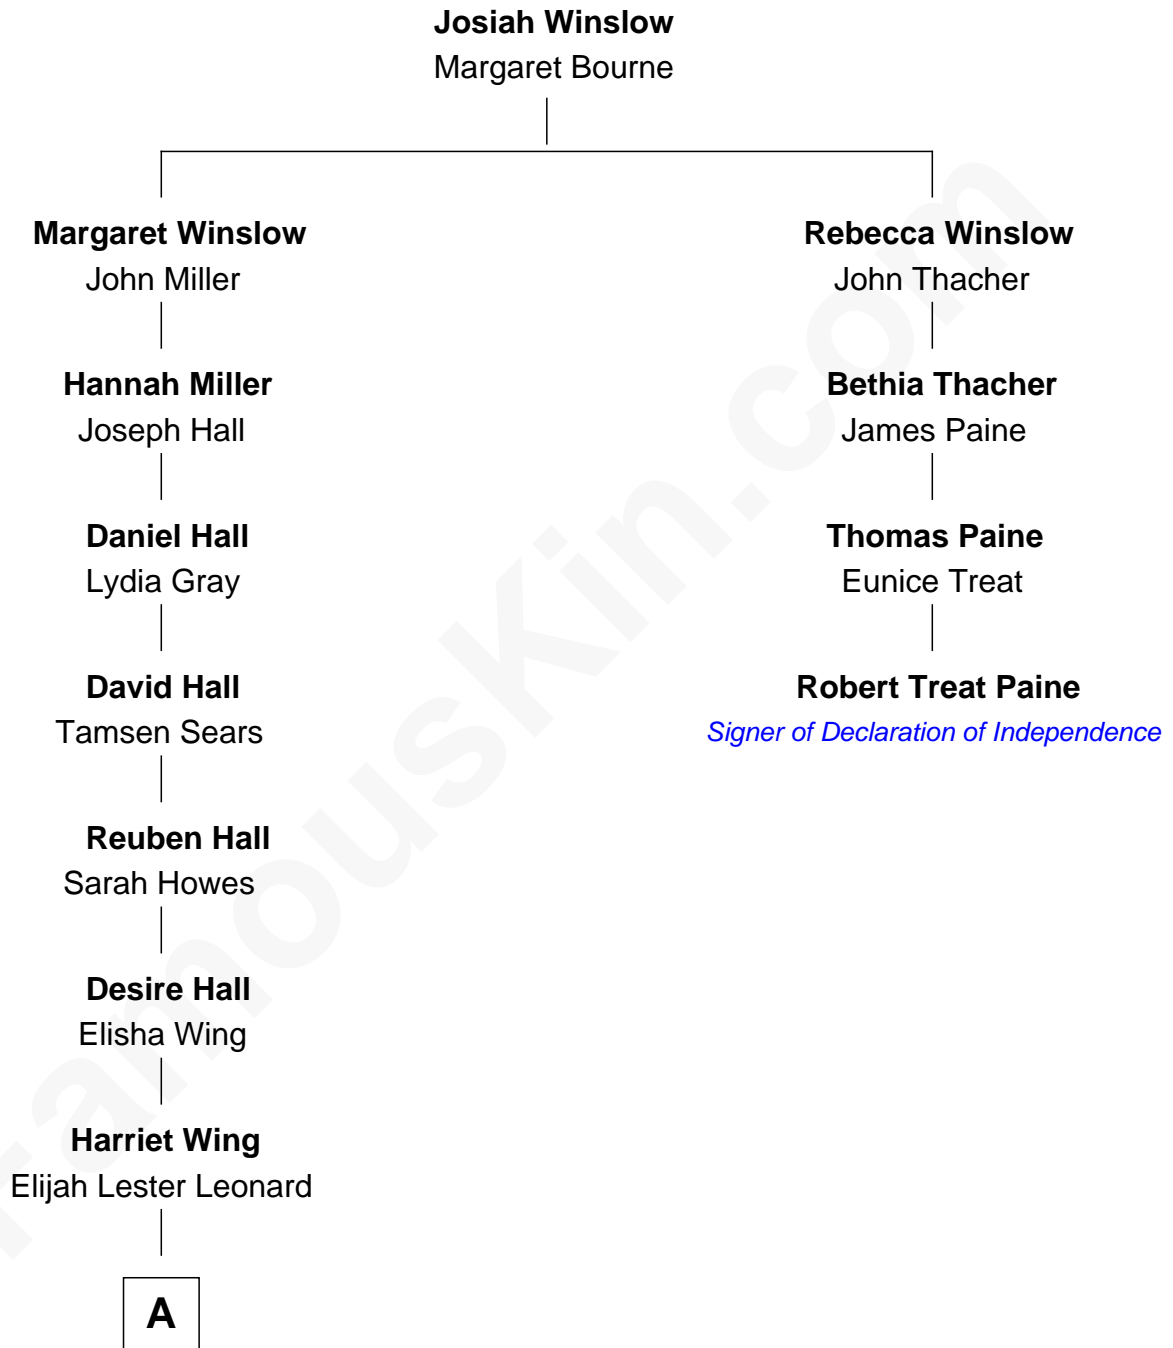 Josiah Winslow
Margaret Bourne
Margaret Winslow
John Miller
Rebecca Winslow
John Thacher
Hannah Miller
Joseph Hall
Bethia Thacher
James Paine
Daniel Hall
Lydia Gray
Thomas Paine
Eunice Treat
David Hall
Tamsen Sears
Robert Treat Paine
Signer of Declaration of Independence
Reuben Hall
Sarah Howes
Desire Hall
Elisha Wing
Harriet Wing
Elijah Lester Leonard
A
FamousKin.com